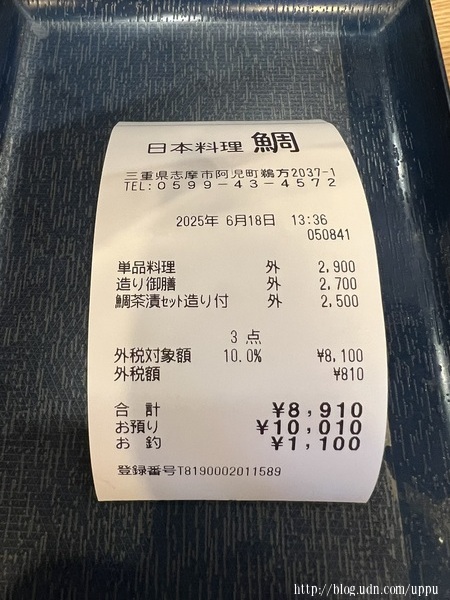 日本料理 鯛
三重県志摩市阿児町鵜方2037-1
TEL:0599-43-4572
2025年 6月18日 13:36
050841
単品料理 外 2,900
造り御膳 外 2,700
鯛茶漬ｾｯﾄ造り付 外 2,500
3 点
外税対象額 10.0% ¥8,100
外税額 ¥810
合 計 ¥8,910
お預り ¥10,010
お 釣 ¥1,100
登録番号T8190002011589
http://blog.udn.com/uppu